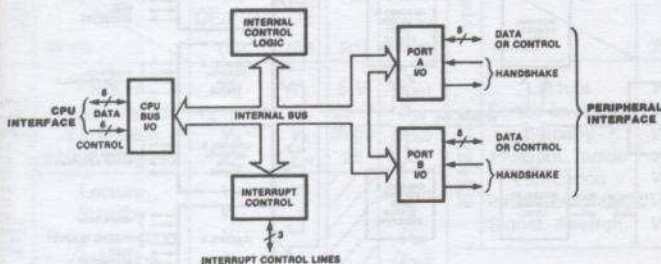 INTERNAL
CONTROL
LOGIC
CPU
INTERFACE
8
DATA
6
CONTROL
CPU
BUS
I/O
INTERNAL BUS
INTERRUPT
CONTROL
3
INTERRUPT CONTROL LINES
PORT
A
I/O
8
DATA
OR CONTROL
HANDSHAKE
PORT
B
I/O
8
DATA
OR CONTROL
HANDSHAKE
PERIPHERAL
INTERFACE